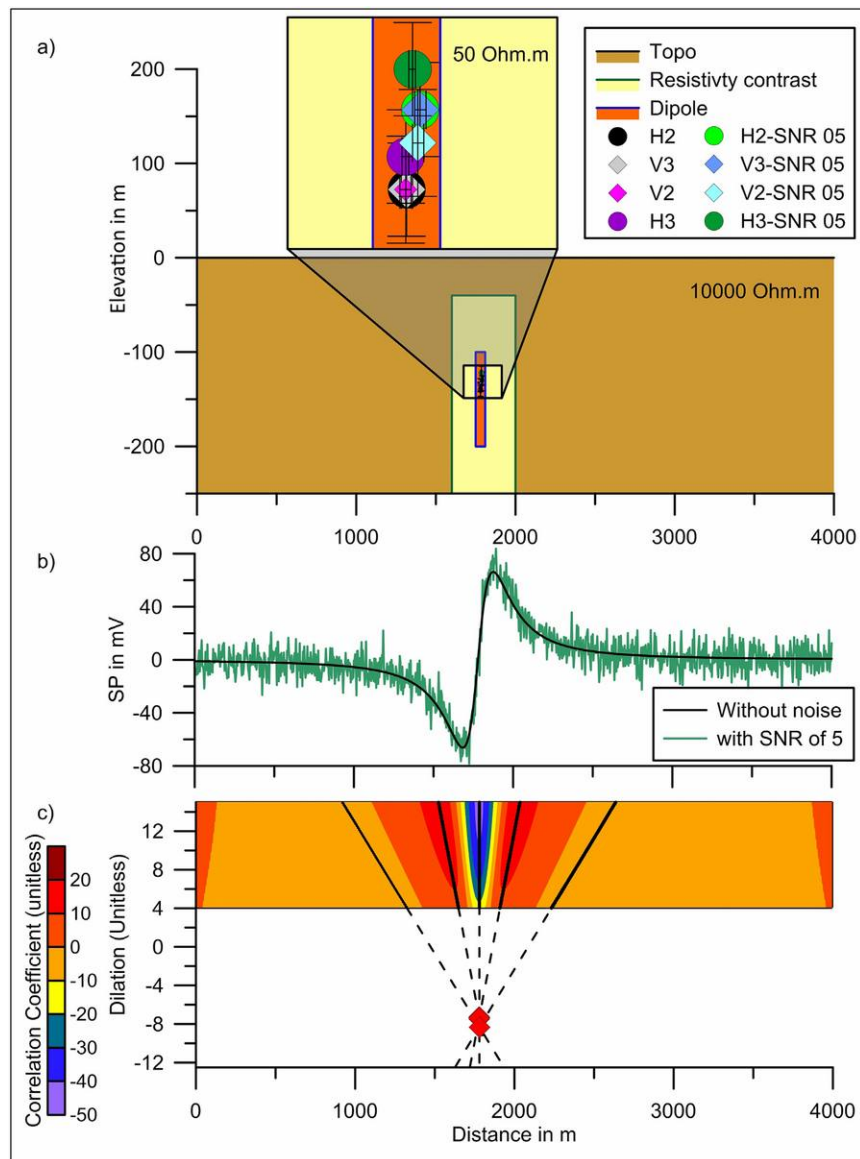 a)
50 Ohm.m
Topo
Resistivty contrast
Dipole
H2
H2-SNR 05
V3
V3-SNR 05
V2
V2-SNR 05
H3
H3-SNR 05
Elevation in m
200
100
0
-100
-200
10000 Ohm.m
0
1000
2000
3000
4000
b)
SP in mV
80
40
0
-40
-80
Without noise
with SNR of 5
c)
Correlation Coefficient (unitless)
20
10
0
-10
-20
-30
-40
-50
Dilation (Unitless)
12
8
4
0
-4
-8
-12
0
1000
2000
3000
4000
Distance in m